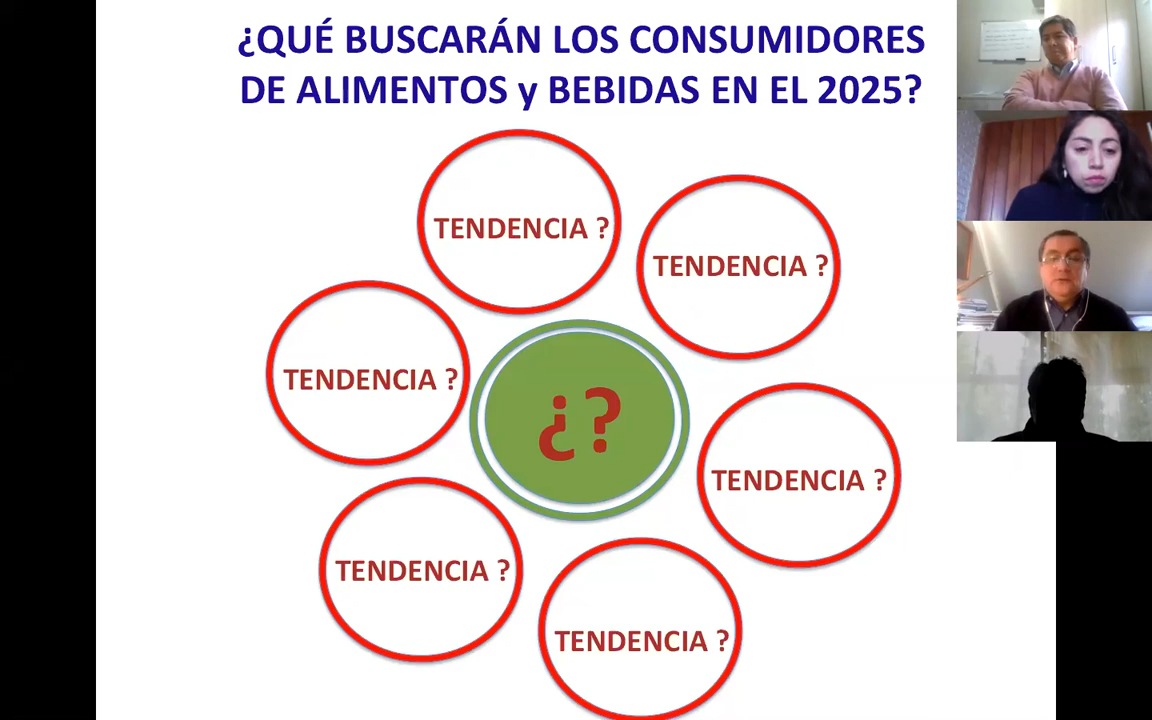 ¿QUÉ BUSCARÁN LOS CONSUMIDORES
DE ALIMENTOS y BEBIDAS EN EL 2025?
TENDENCIA ?
TENDENCIA ?
TENDENCIA ?
¿?
TENDENCIA ?
TENDENCIA ?
TENDENCIA ?